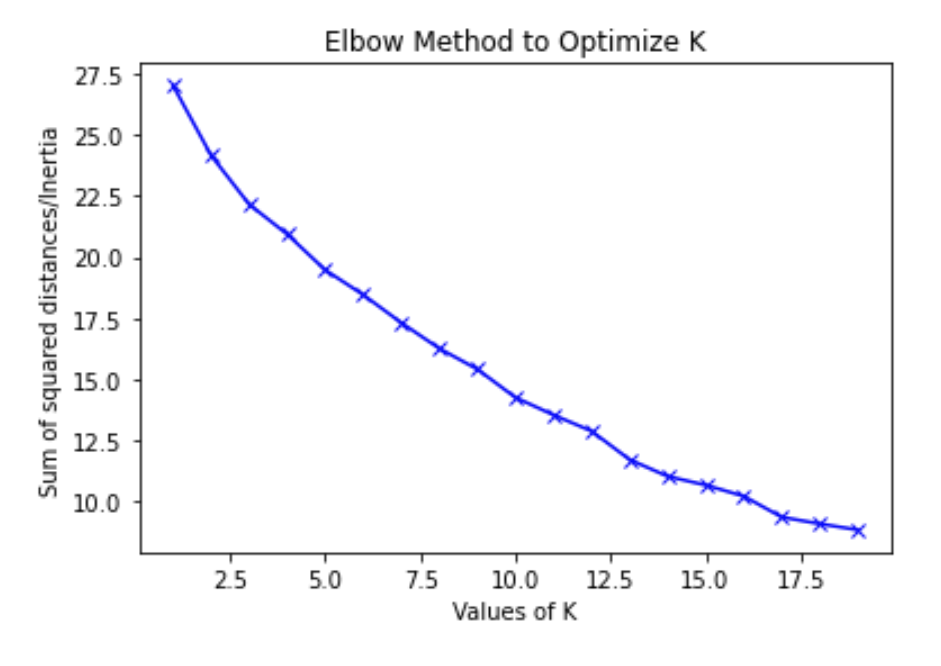 Elbow Method to Optimize K
Sum of squared distances/Inertia
27.5
25.0
22.5
20.0
17.5
15.0
12.5
10.0
2.5 5.0 7.5 10.0 12.5 15.0 17.5
Values of K